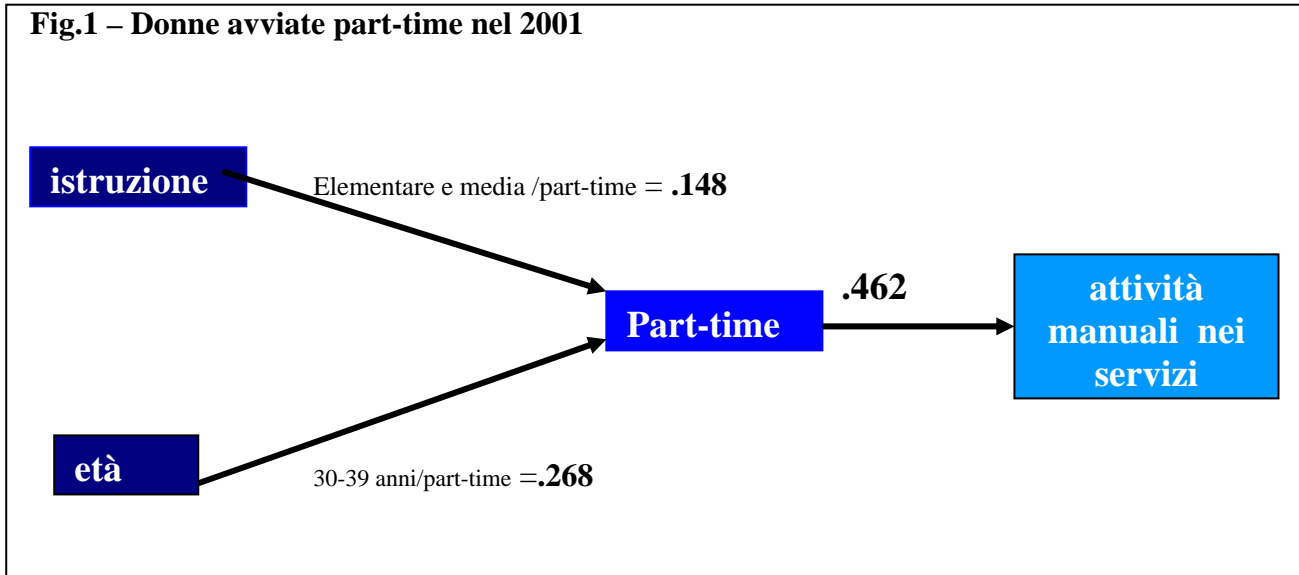 Fig.1 – Donne avviate part-time nel 2001
istruzione
Elementare e media /part-time = .148
Part-time
.462
attività
manuali nei
servizi
età
30-39 anni/part-time =.268